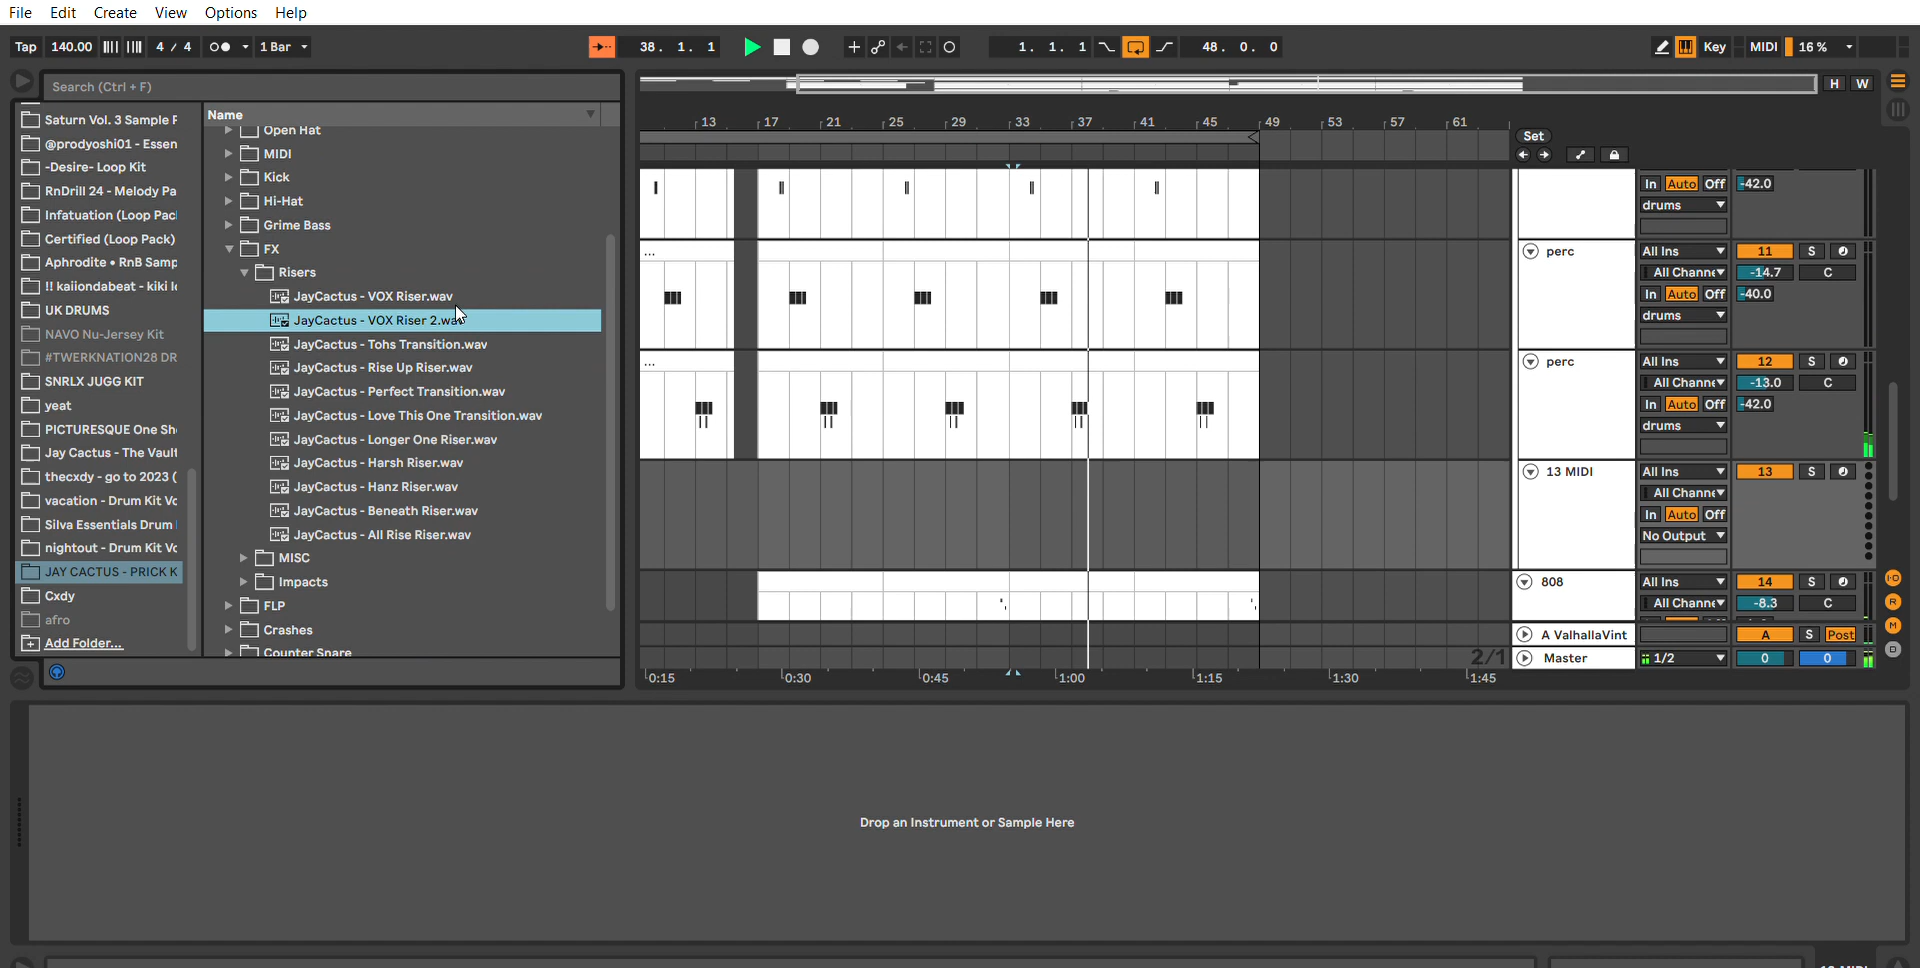 File Edit Create View Options Help
Tap 140.00 4 / 4 1 Bar 38. 1. 1 1. 1. 1 48. 0. 0 Key MIDI 16 %
Search (Ctrl + F)
H W
Name
Saturn Vol. 3 Sample F
@prodyoshi01 - Essen
-Desire- Loop Kit
RnDrill 24 - Melody Pa
Infatuation (Loop Pac
Certified (Loop Pack)
Aphrodite • RnB Samp
!! kaiiondabeat - kiki lo
UK DRUMS
NAVO Nu-Jersey Kit
#TWERKNATION28 DR
SNRLX JUGG KIT
yeat
PICTURESQUE One Sh
Jay Cactus - The Vault
thecxdy - go to 2023 (
vacation - Drum Kit Vo
Silva Essentials Drum
nightout - Drum Kit Vo
JAY CACTUS - PRICK K
Cxdy
afro
Add Folder...
Open Hat
MIDI
Kick
Hi-Hat
Grime Bass
FX
Risers
JayCactus - VOX Riser.wav
JayCactus - VOX Riser 2.wav
JayCactus - Tohs Transition.wav
JayCactus - Rise Up Riser.wav
JayCactus - Perfect Transition.wav
JayCactus - Love This One Transition.wav
JayCactus - Longer One Riser.wav
JayCactus - Harsh Riser.wav
JayCactus - Hanz Riser.wav
JayCactus - Beneath Riser.wav
JayCactus - All Rise Riser.wav
MISC
Impacts
FLP
Crashes
Counter Snare
13 17 21 25 29 33 37 41 45 49 53 57 61
Set
In Auto Off -42.0
drums
...
perc All Ins 11 S
All Channe -14.7 C
In Auto Off -40.0
drums
...
perc All Ins 12 S
All Channe -13.0 C
In Auto Off -42.0
drums
13 MIDI All Ins 13 S
All Channe
In Auto Off
No Output
808 All Ins 14 S
All Channe -8.3 C
A ValhallaVint A S Post
2/1 Master 1/2 0 0
I·O
R
M
D
0:15 0:30 0:45 1:00 1:15 1:30 1:45
Drop an Instrument or Sample Here